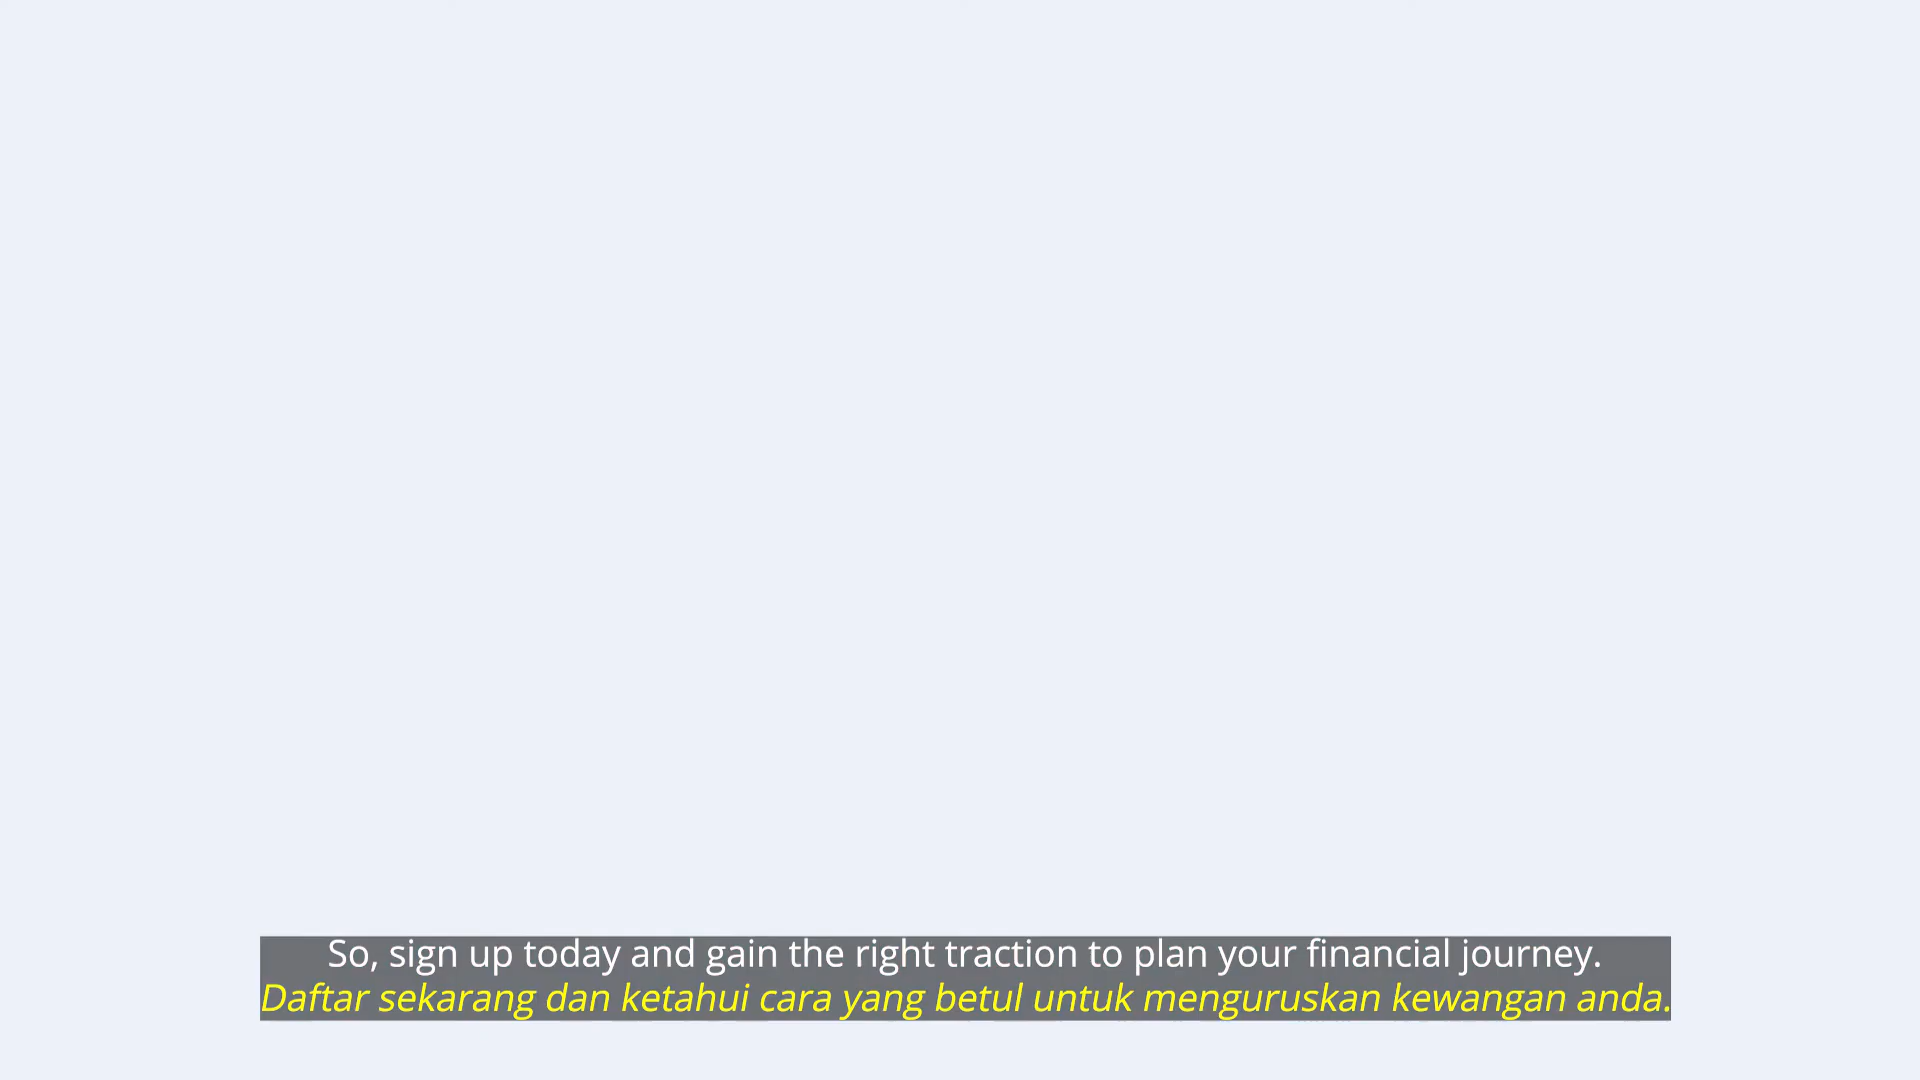 So, sign up today and gain the right traction to plan your financial journey.
Daftar sekarang dan ketahui cara yang betul untuk menguruskan kewangan anda.